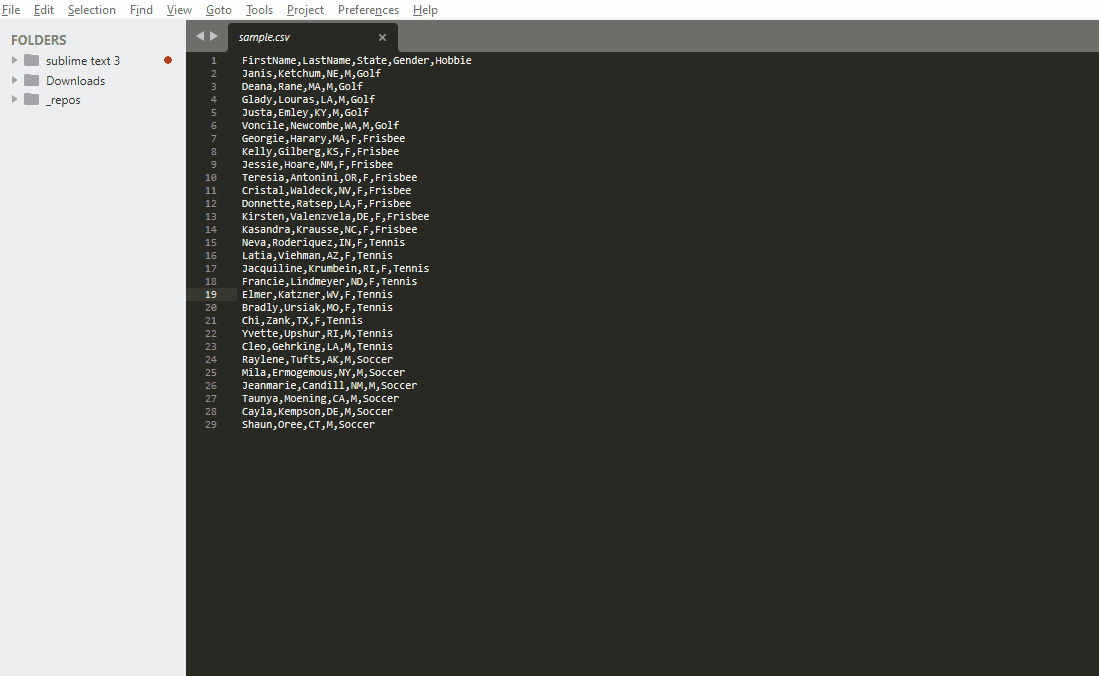 File Edit Selection Find View Goto Tools Project Preferences Help
FOLDERS
sublime text 3
Downloads
_repos
sample.csv
1 FirstName,LastName,State,Gender,Hobbie
2 Janis,Ketchum,NE,M,Golf
3 Deana,Rane,MA,M,Golf
4 Glady,Louras,LA,M,Golf
5 Justa,Emley,KY,M,Golf
6 Voncile,Newcombe,WA,M,Golf
7 Georgie,Harary,MA,F,Frisbee
8 Kelly,Gilberg,KS,F,Frisbee
9 Jessie,Hoare,NM,F,Frisbee
10 Teresia,Antonini,OR,F,Frisbee
11 Cristal,Waldeck,NV,F,Frisbee
12 Donnette,Ratsep,LA,F,Frisbee
13 Kirsten,Valenzvela,DE,F,Frisbee
14 Kasandra,Krausse,NC,F,Frisbee
15 Neva,Roderiquez,IN,F,Tennis
16 Latia,Viehman,AZ,F,Tennis
17 Jacquiline,Krumbein,RI,F,Tennis
18 Francie,Lindmeyer,ND,F,Tennis
19 Elmer,Katzner,WV,F,Tennis
20 Bradly,Ursiak,MO,F,Tennis
21 Chi,Zank,TX,F,Tennis
22 Yvette,Upshur,RI,M,Tennis
23 Cleo,Gehrking,LA,M,Tennis
24 Raylene,Tufts,AK,M,Soccer
25 Mila,Ermogemous,NY,M,Soccer
26 Jeanmarie,Candill,NM,M,Soccer
27 Taunya,Moening,CA,M,Soccer
28 Cayla,Kempson,DE,M,Soccer
29 Shaun,Oree,CT,M,Soccer